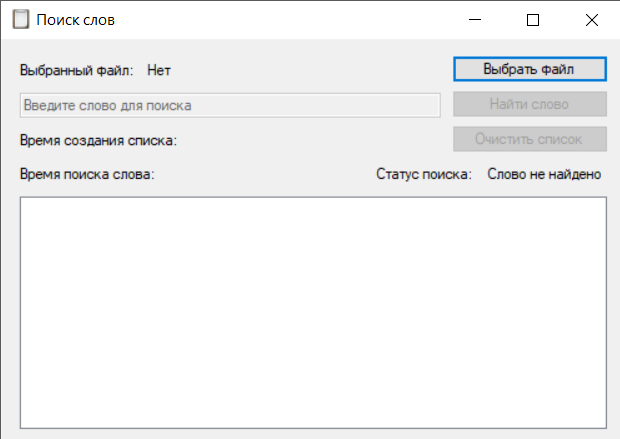 Поиск слов
Выбранный файл: Нет
Выбрать файл
Введите слово для поиска
Найти слово
Время создания списка:
Очистить список
Время поиска слова:
Статус поиска: Слово не найдено